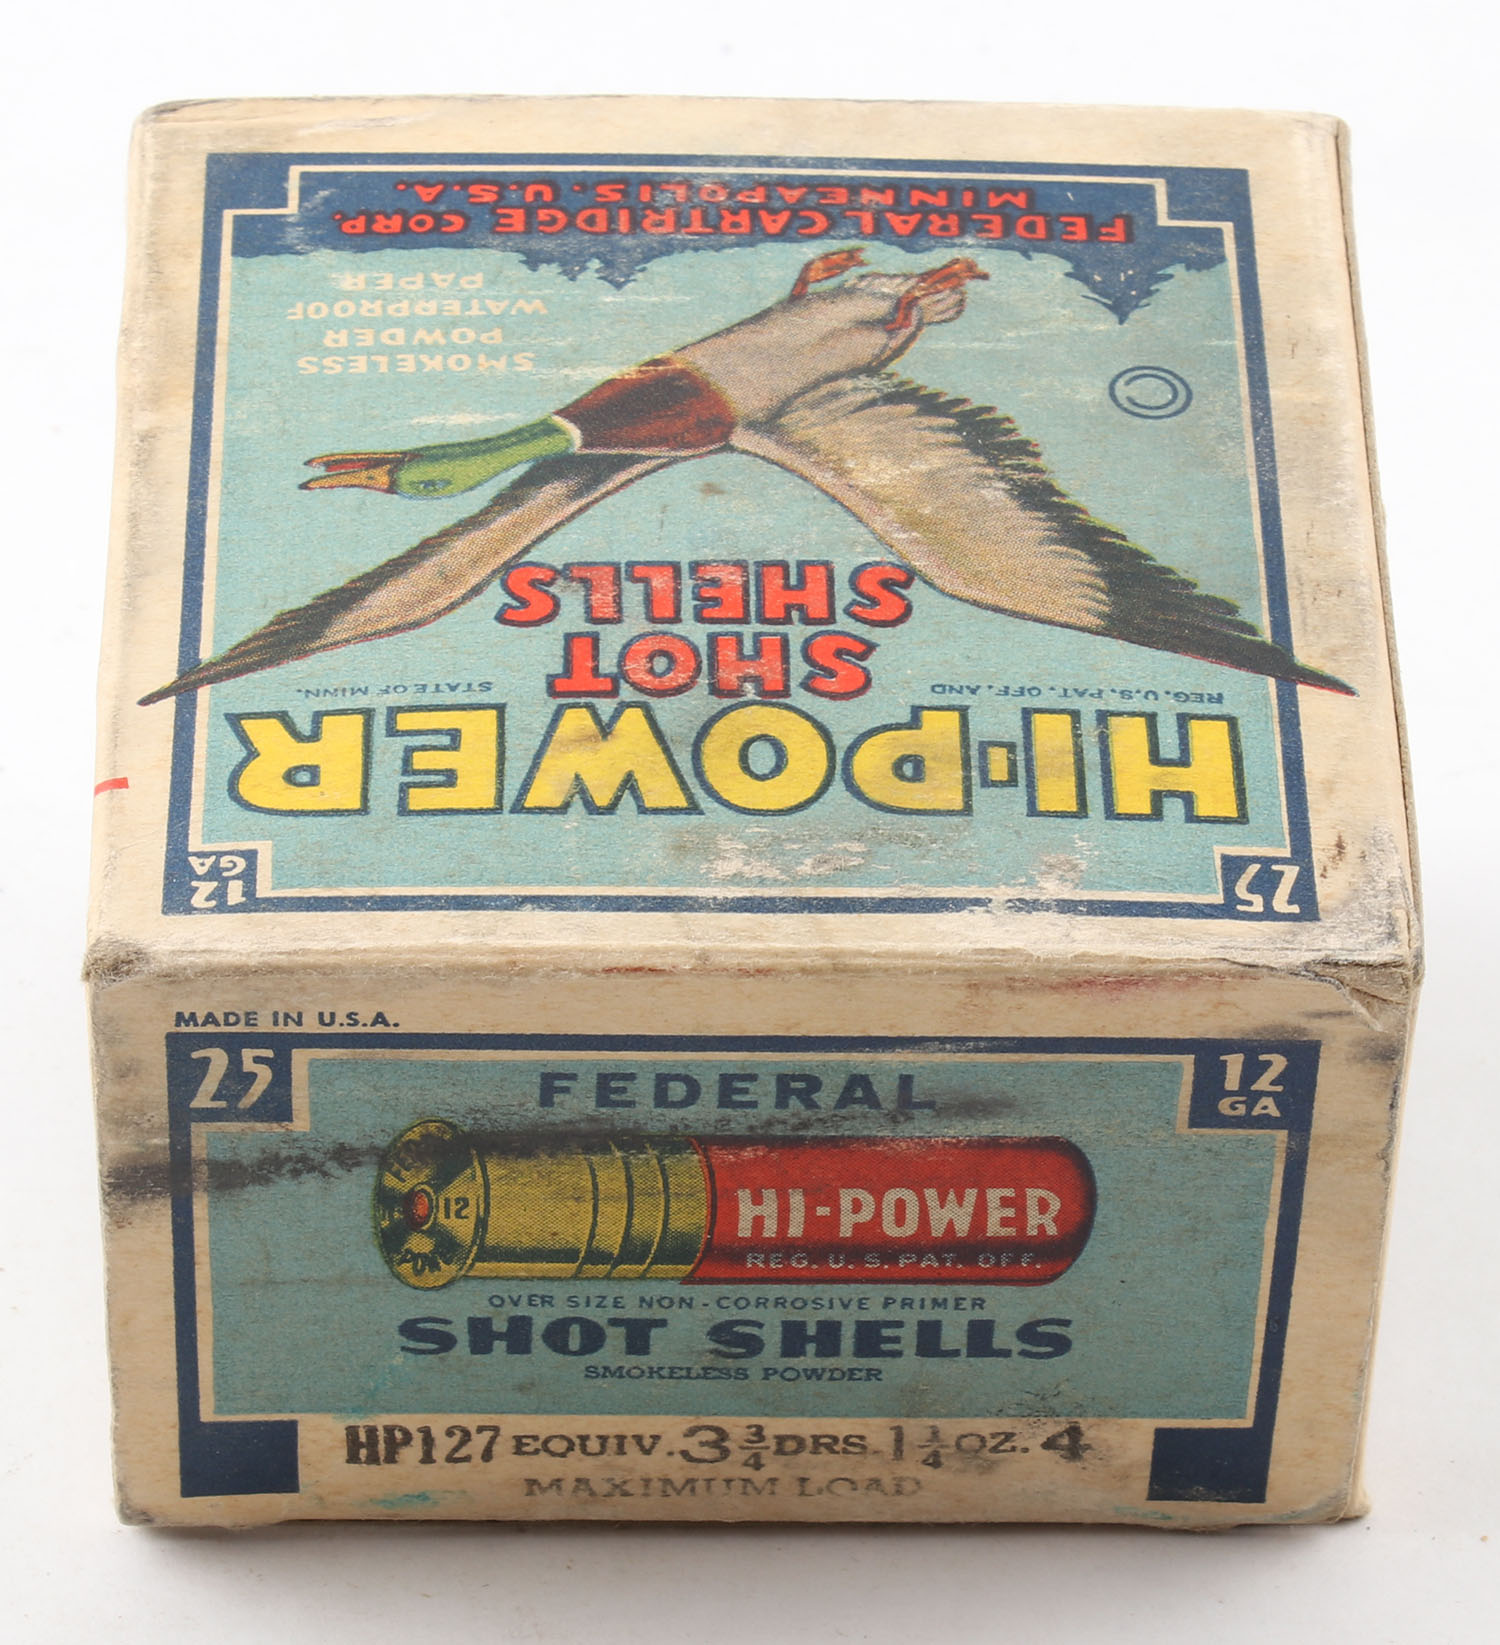 FEDERAL CARTRIDGE CORP.
MINNEAPOLIS, U.S.A.
SMOKELESS
POWDER
WATERPROOF
PAPER
©
SHOT
SHELLS
REG. U.S. PAT. OFF. AND STATE OF MINN.
HI-POWER
25
12
GA
MADE IN U.S.A.
25
FEDERAL
12
GA
12
HI-POWER
REG. U. S. PAT. OFF.
OVER SIZE NON-CORROSIVE PRIMER
SHOT SHELLS
SMOKELESS POWDER
HP127 EQUIV. 3 3/4 DRS. 1 1/4 OZ. 4
MAXIMUM LOAD